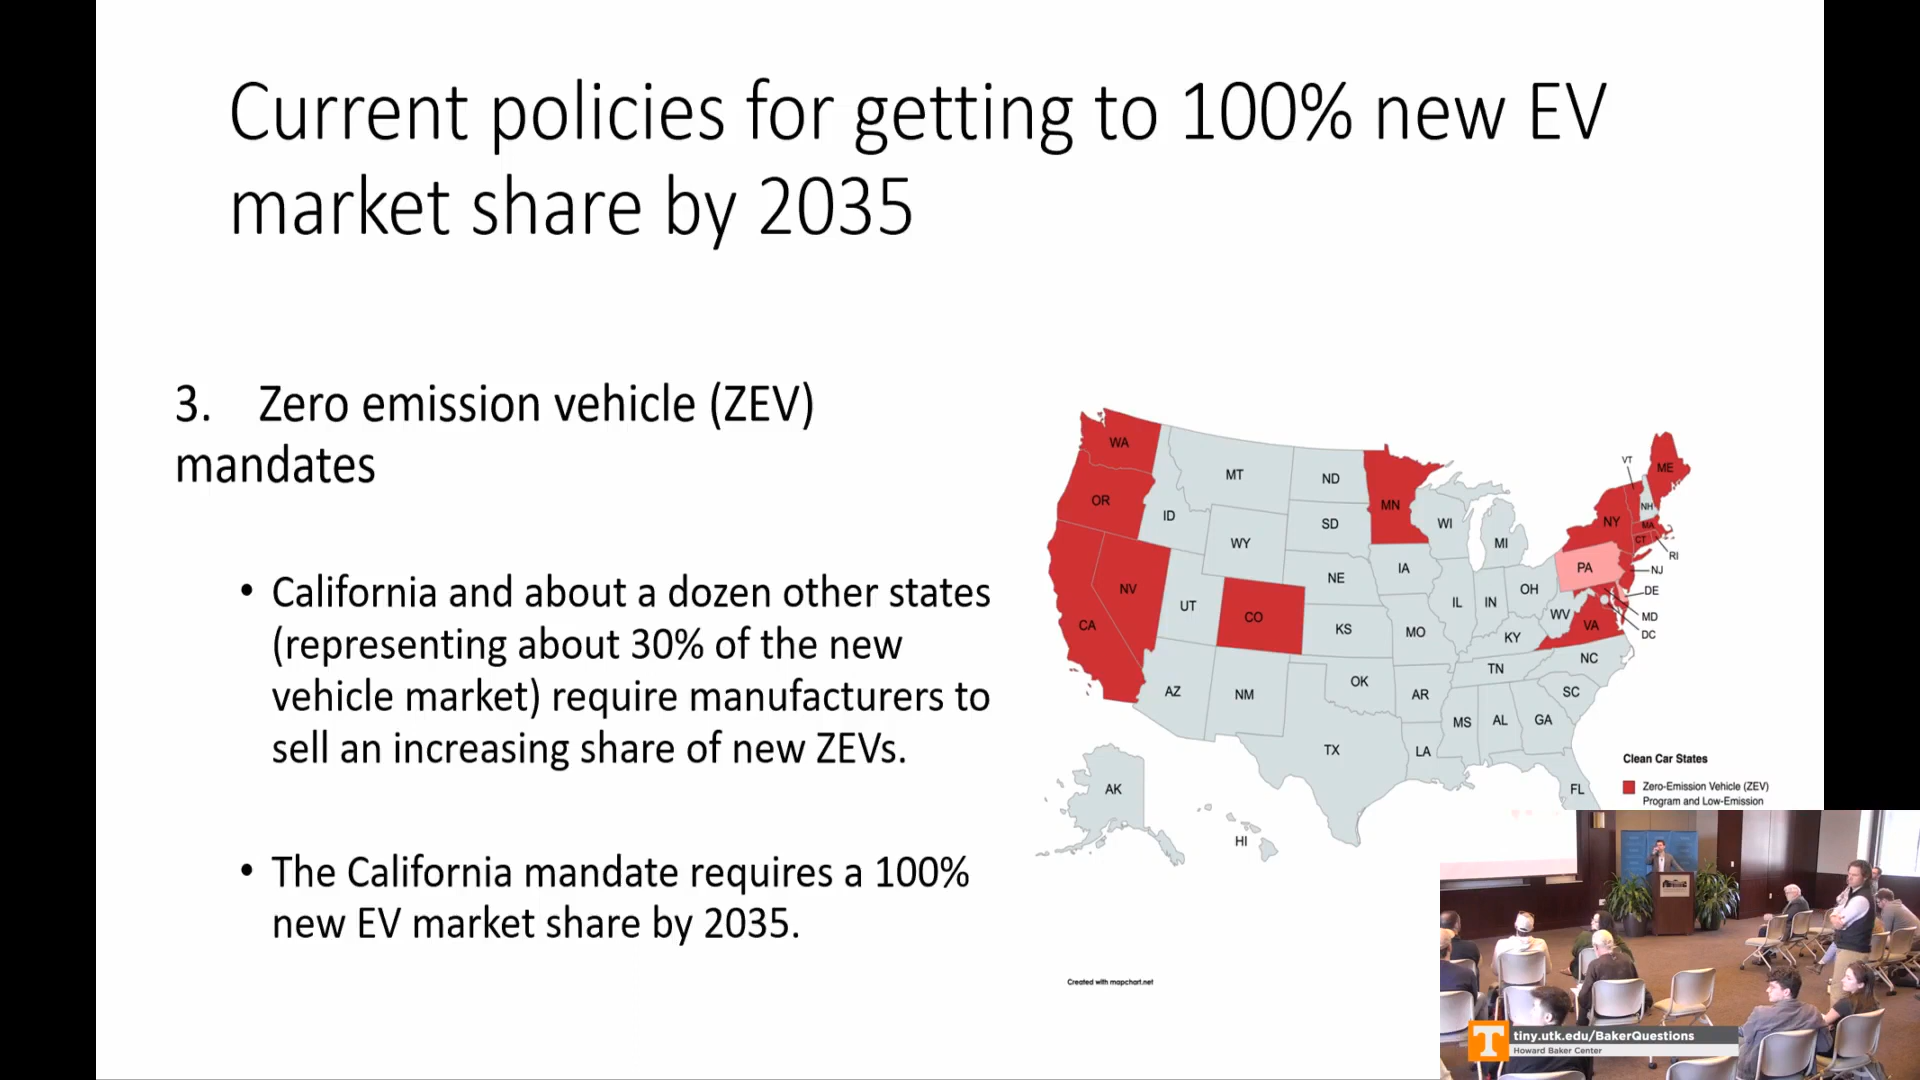 Current policies for getting to 100% new EV
market share by 2035
3. Zero emission vehicle (ZEV)
mandates
• California and about a dozen other states
(representing about 30% of the new
vehicle market) require manufacturers to
sell an increasing share of new ZEVs.
• The California mandate requires a 100%
new EV market share by 2035.
WA
MT
ND
MN
VT
ME
OR
ID
SD
WI
NY
NH
MA
WY
MI
CT
RI
NV
NE
IA
PA
NJ
CA
UT
CO
IL
IN
OH
DE
KS
MO
WV
VA
MD
DC
KY
AZ
NM
OK
AR
TN
NC
SC
MS
AL
GA
TX
LA
FL
AK
HI
Clean Car States
Zero-Emission Vehicle (ZEV)
Program and Low-Emission
Created with mapchart.net
T
tiny.utk.edu/BakerQuestions
Howard Baker Center